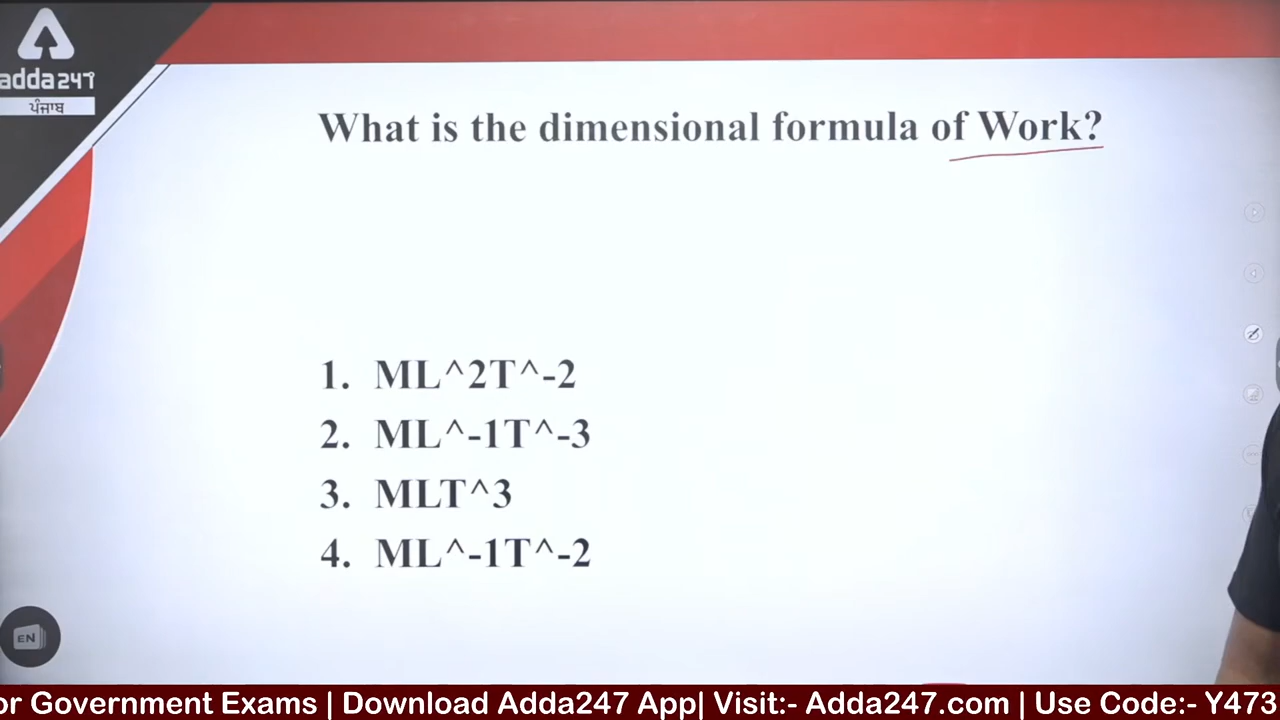 adda247
ਪੰਜਾਬ
What is the dimensional formula of Work?
1. ML^2T^-2
2. ML^-1T^-3
3. MLT^3
4. ML^-1T^-2
EN
or Government Exams | Download Adda247 App| Visit:- Adda247.com | Use Code:- Y473